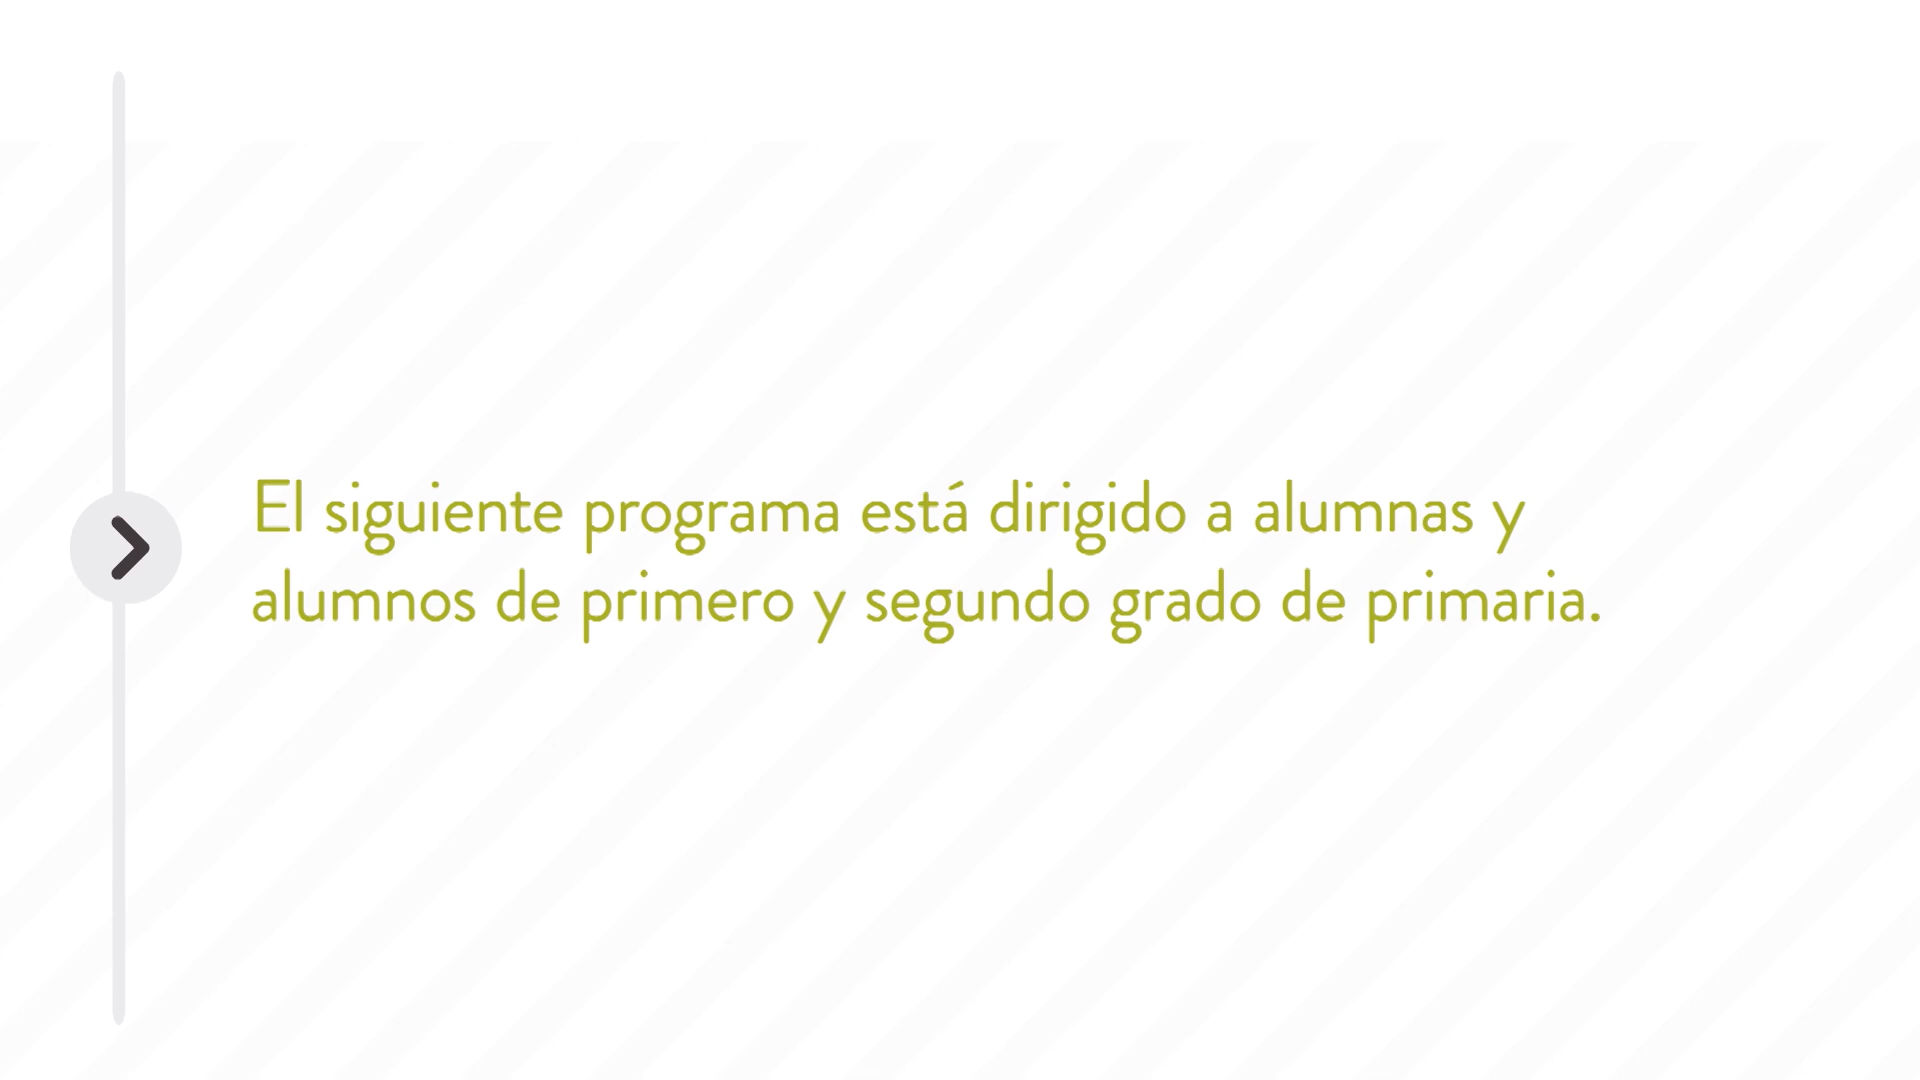 El siguiente programa está dirigido a alumnas y
alumnos de primero y segundo grado de primaria.